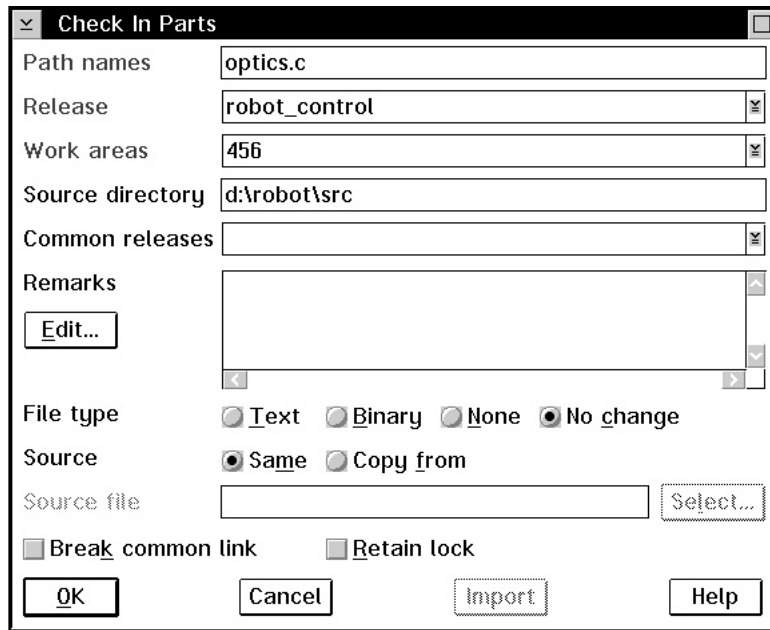 Check In Parts
Path names optics.c
Release robot_control
Work areas 456
Source directory d:\robot\src
Common releases
Remarks
Edit...
File type Text Binary None No change
Source Same Copy from
Source file Select...
Break common link Retain lock
OK Cancel Import Help